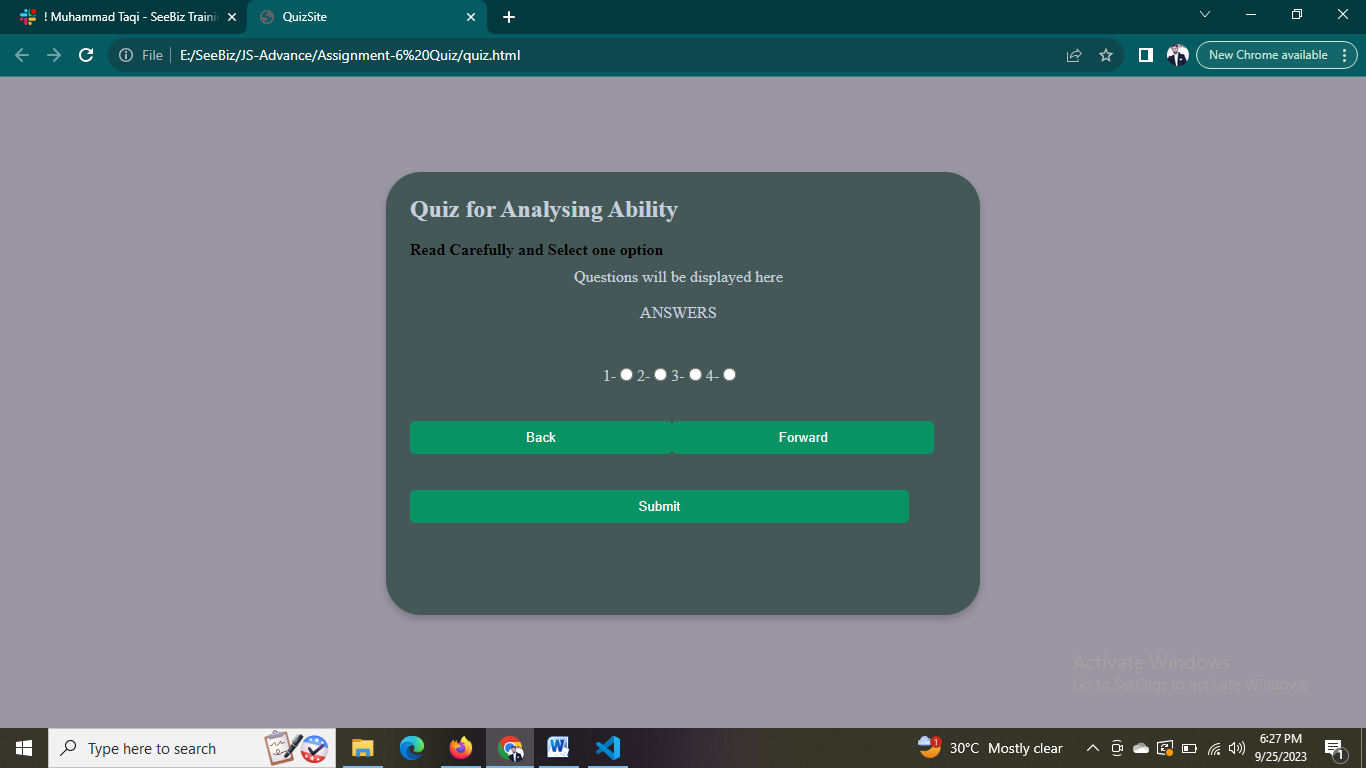 ! Muhammad Taqi - SeeBiz Traini
QuizSite
File
E:/SeeBiz/JS-Advance/Assignment-6%20Quiz/quiz.html
New Chrome available
Quiz for Analysing Ability
Read Carefully and Select one option
Questions will be displayed here
ANSWERS
1- 2- 3- 4-
Back Forward
Submit
Activate Windows
Go to Settings to activate Windows.
Type here to search
1
30°C Mostly clear
6:27 PM
9/25/2023
1